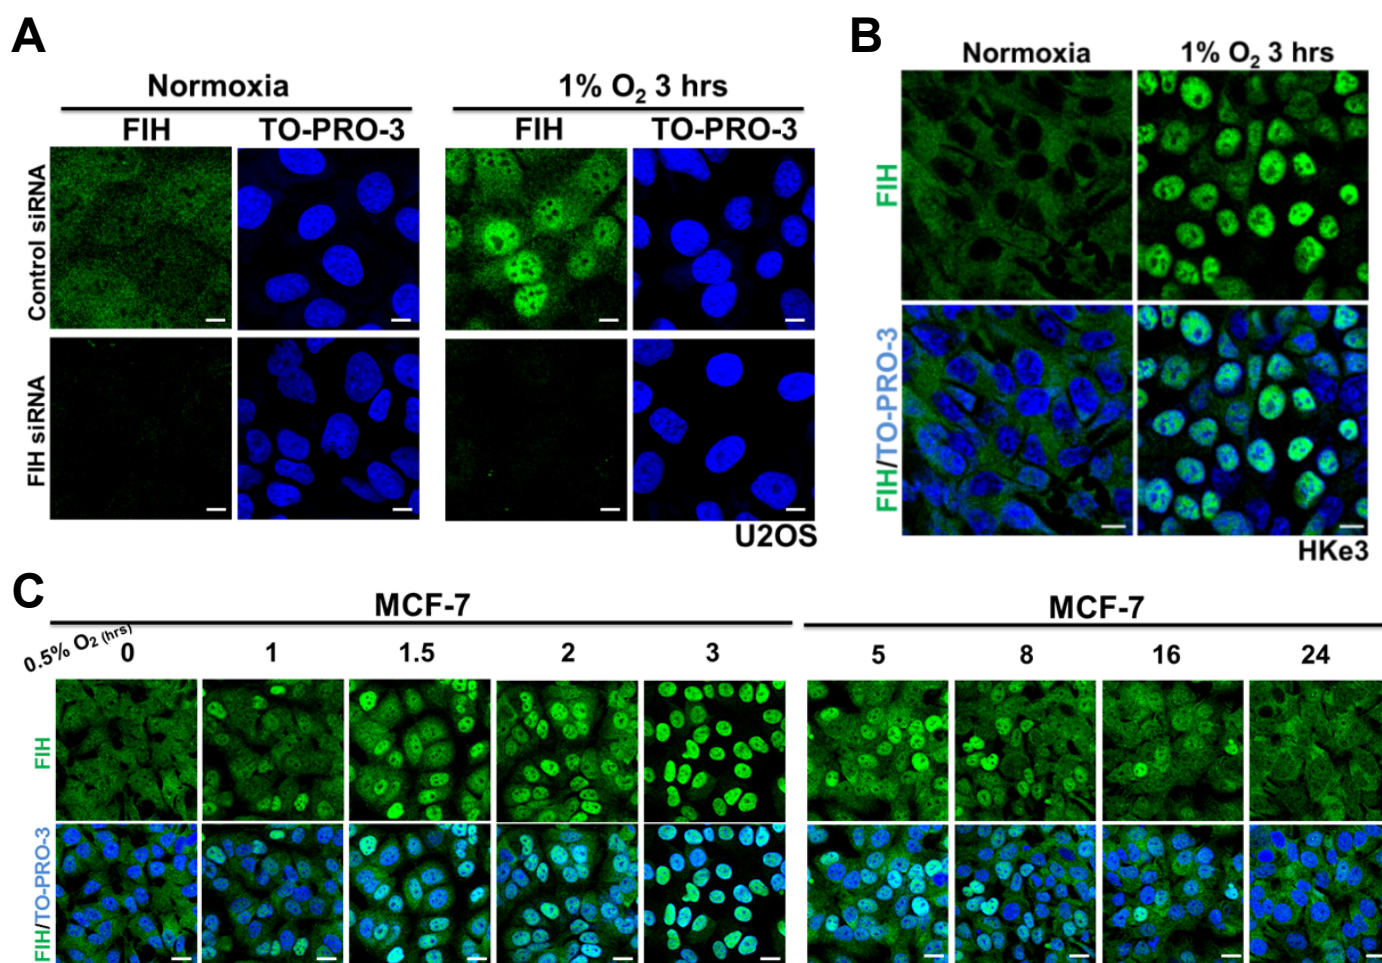 A
Normoxia
1% O2 3 hrs
FIH
TO-PRO-3
FIH
TO-PRO-3
Control siRNA
FIH siRNA
U2OS
B
Normoxia
1% O2 3 hrs
FIH
FIH/TO-PRO-3
HKe3
C
MCF-7
MCF-7
0.5% O2 (hrs)
0
1
1.5
2
3
5
8
16
24
FIH
FIH/TO-PRO-3